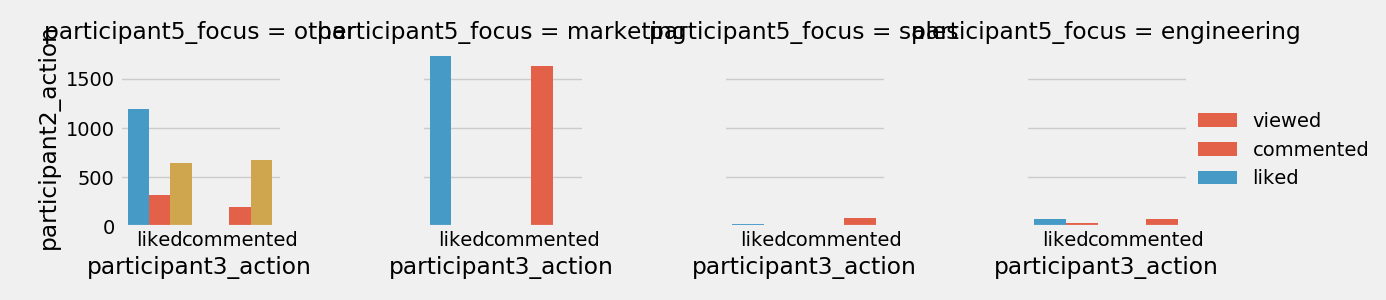 participant5_focus = other
participant5_focus = marketing
participant5_focus = sales
participant5_focus = engineering
participant2_action
1500
1000
500
0
liked
commented
liked
commented
liked
commented
liked
commented
participant3_action
participant3_action
participant3_action
participant3_action
viewed
commented
liked